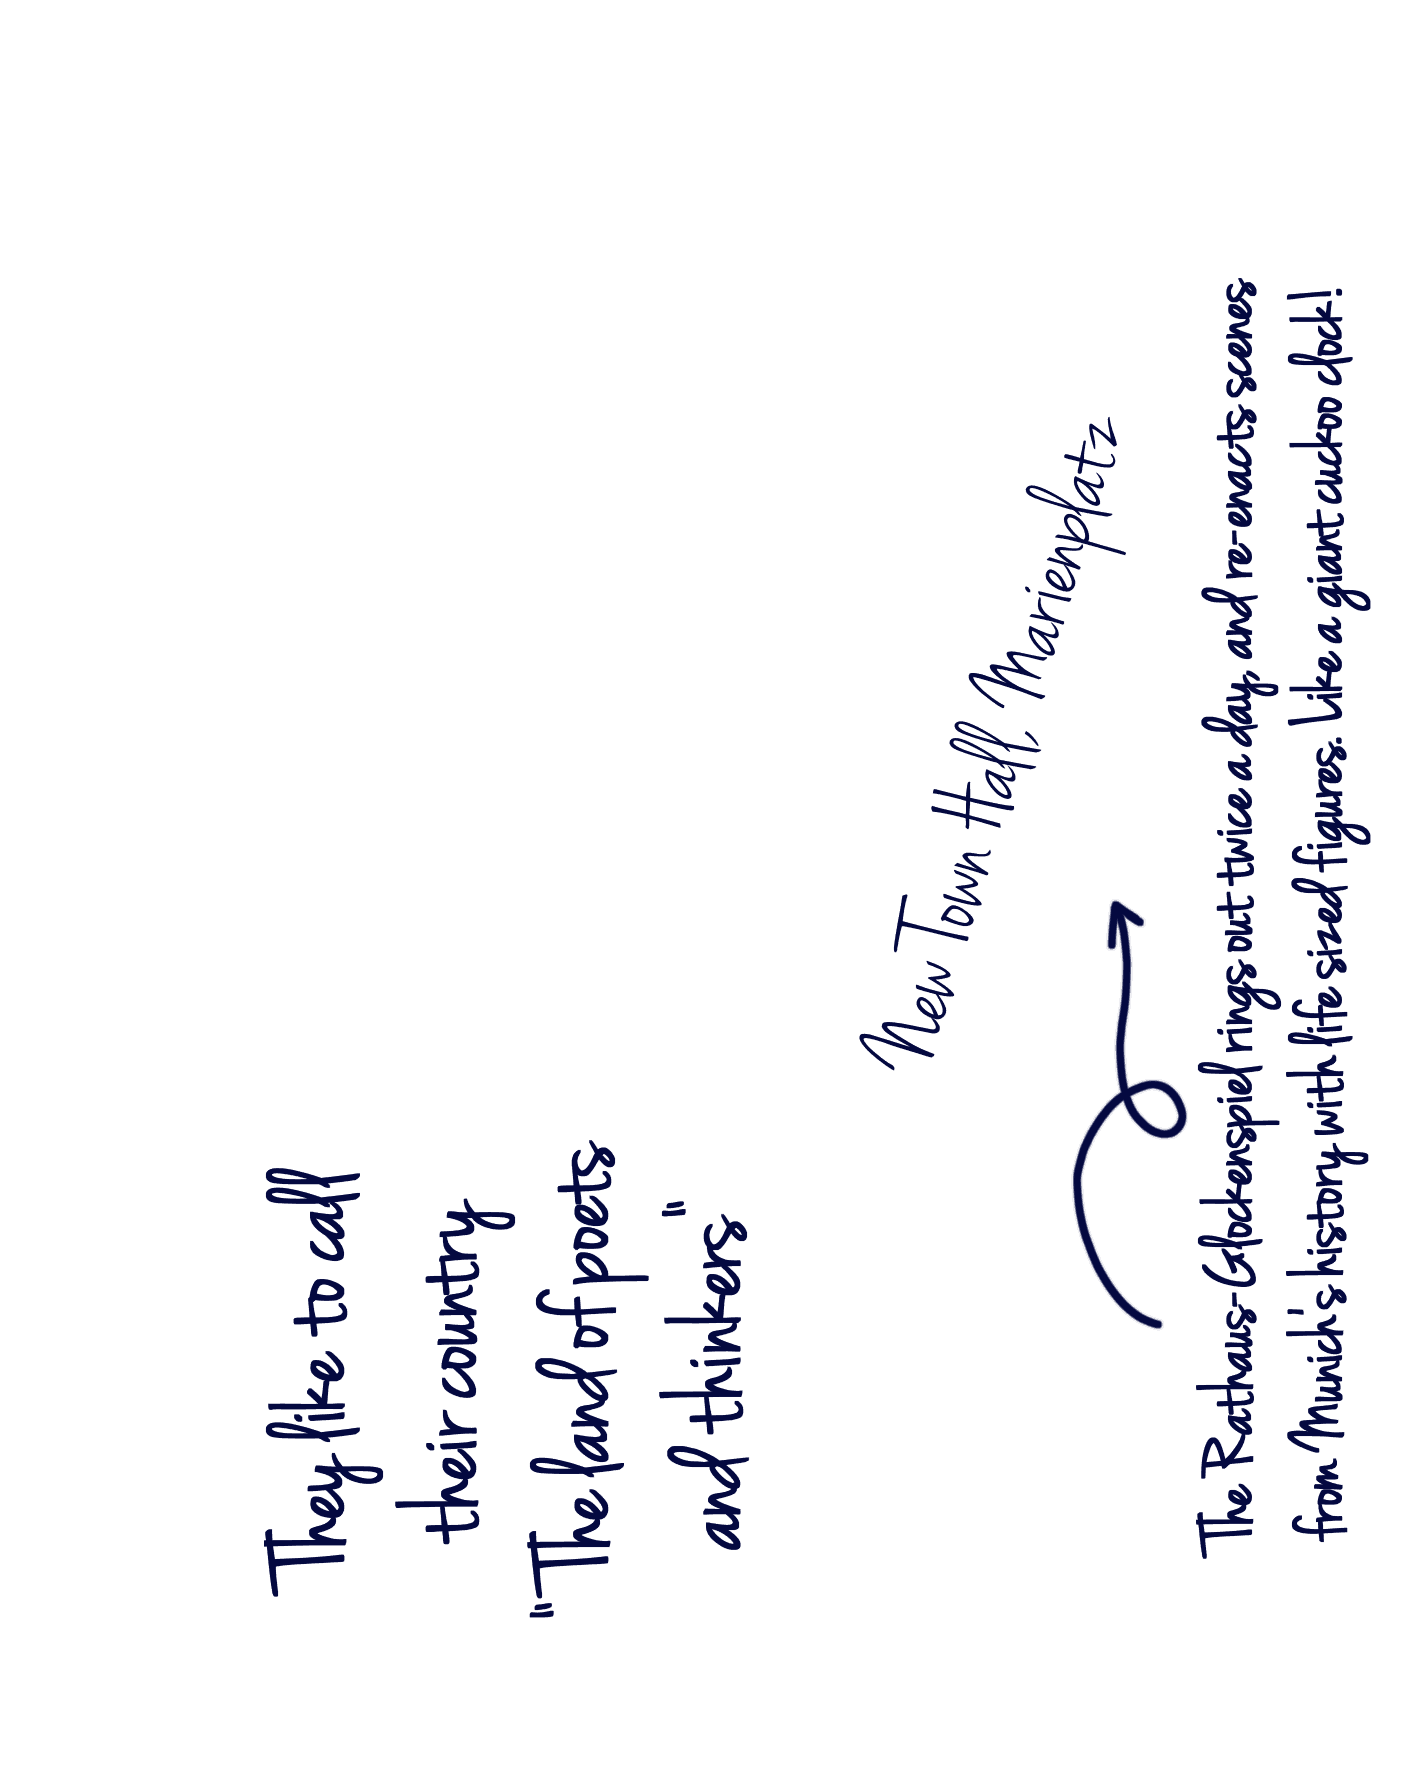 They like to call
their country
"The land of poets
and thinkers"
New Town Hall, Marienplatz
The Rathaus-Glockenspiel rings out twice a day, and re-enacts scenes
from Munich's history with life sized figures. Like a giant cuckoo clock!